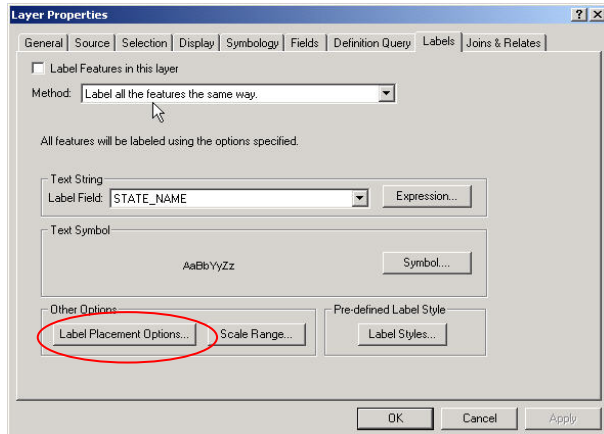 Layer Properties
General Source Selection Display Symbology Fields Definition Query Labels Joins & Relates
Label Features in this layer
Method: Label all the features the same way.
All features will be labeled using the options specified.
Text String
Label Field: STATE_NAME Expression...
Text Symbol
AaBbYyZz Symbol....
Other Options Pre-defined Label Style
Label Placement Options... Scale Range... Label Styles...
OK Cancel Apply